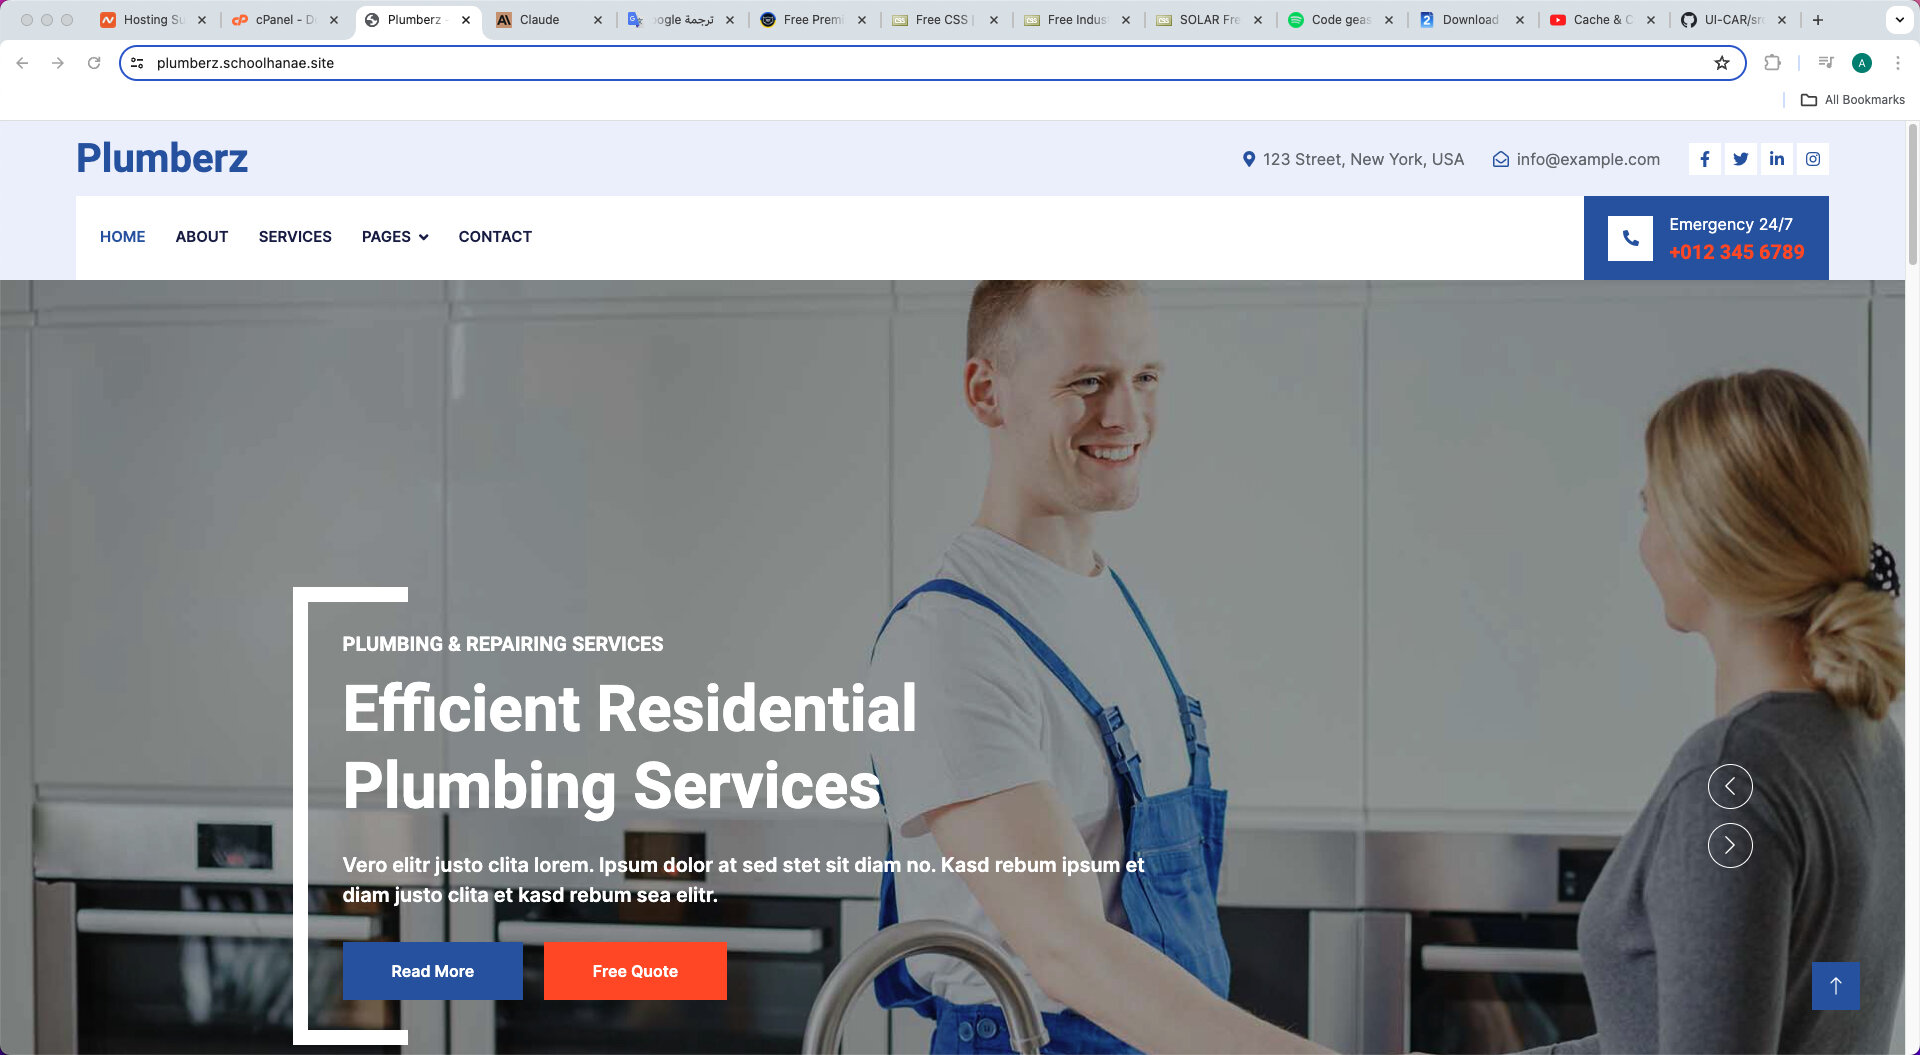 Hosting Su
cPanel - D
Plumberz -
Claude
ترجمة oogle
Free Premi
Free CSS |
Free Indus
SOLAR Fre
Code geas
Download
Cache & C
UI-CAR/src
plumberz.schoolhanae.site
A
All Bookmarks
Plumberz
123 Street, New York, USA
info@example.com
HOME ABOUT SERVICES PAGES CONTACT
Emergency 24/7
+012 345 6789
PLUMBING & REPAIRING SERVICES
Efficient Residential
Plumbing Services
Vero elitr justo clita lorem. Ipsum dolor at sed stet sit diam no. Kasd rebum ipsum et
diam justo clita et kasd rebum sea elitr.
Read More
Free Quote